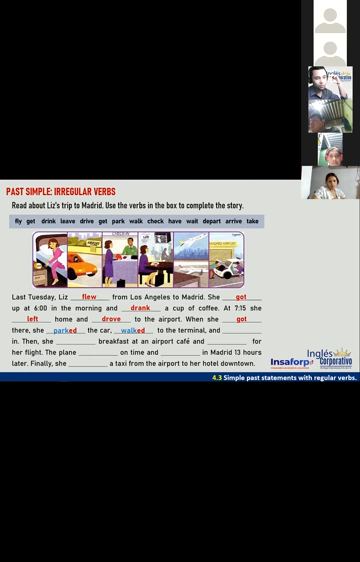 PAST SIMPLE: IRREGULAR VERBS
Read about Liz's trip to Madrid. Use the verbs in the box to complete the story.
fly get drink leave drive get park walk check have wait depart arrive take
Last Tuesday, Liz flew from Los Angeles to Madrid. She got
up at 6:00 in the morning and drank a cup of coffee. At 7:15 she
left home and drove to the airport. When she got
there, she parked the car, walked to the terminal, and
in. Then, she breakfast at an airport café and for
her flight. The plane on time and in Madrid 13 hours
later. Finally, she a taxi from the airport to her hotel downtown.
Insaforp
Inglés
Corporativo
4.3 Simple past statements with regular verbs.